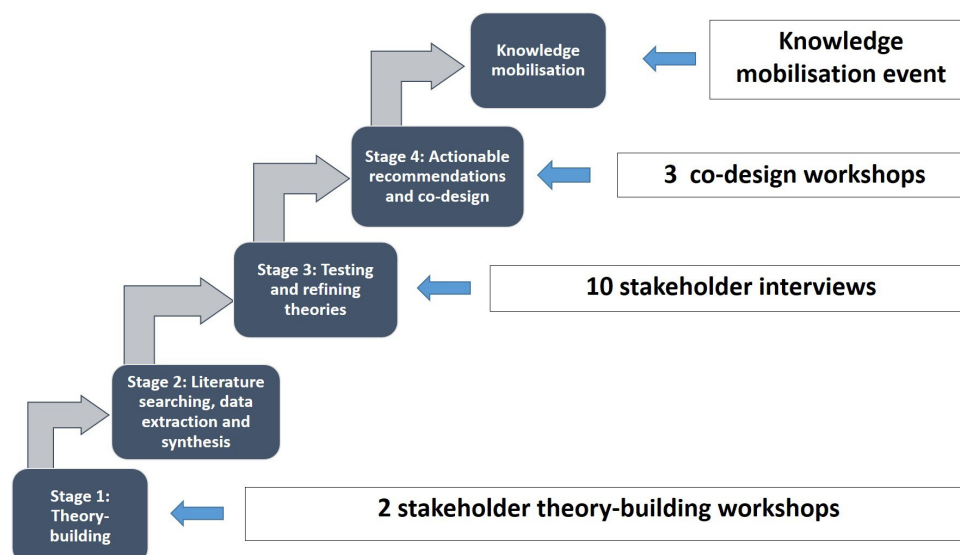 Knowledge
mobilisation
Knowledge
mobilisation event
Stage 4: Actionable
recommendations
and co-design
3 co-design workshops
Stage 3: Testing
and refining
theories
10 stakeholder interviews
Stage 2: Literature
searching, data
extraction and
synthesis
Stage 1:
Theory-
building
2 stakeholder theory-building workshops